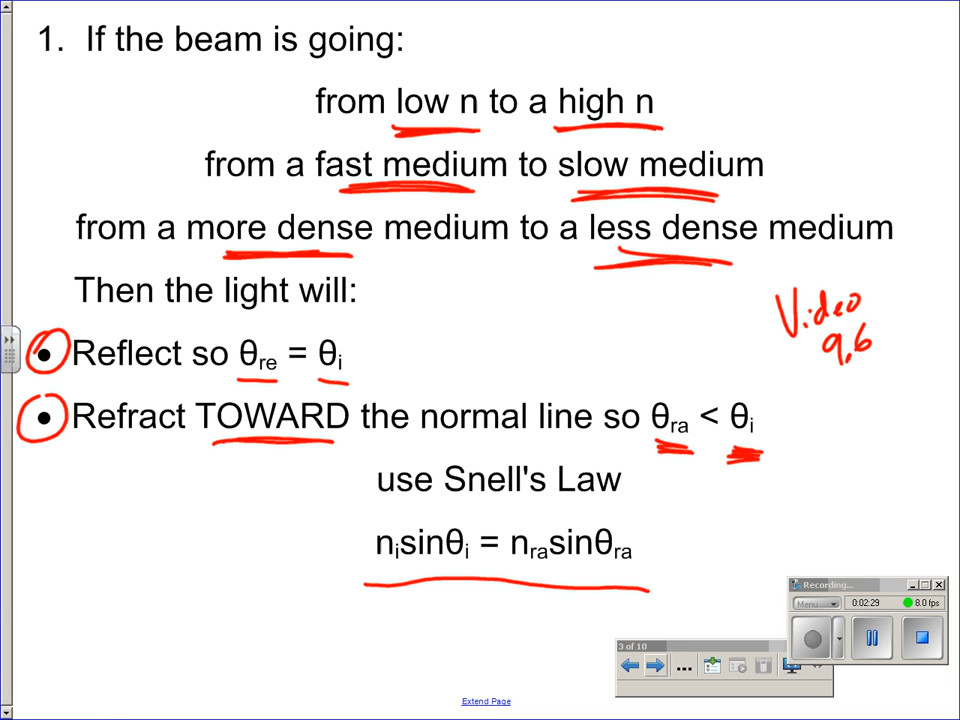 1. If the beam is going:
from low n to a high n
from a fast medium to slow medium
from a more dense medium to a less dense medium
Then the light will:
Video
9,6
• Reflect so θre = θi
• Refract TOWARD the normal line so θra < θi
use Snell's Law
nisinθi = nrasinθra
Recording...
Menu
0:02:29
8.0 fps
3 of 10
Extend Page